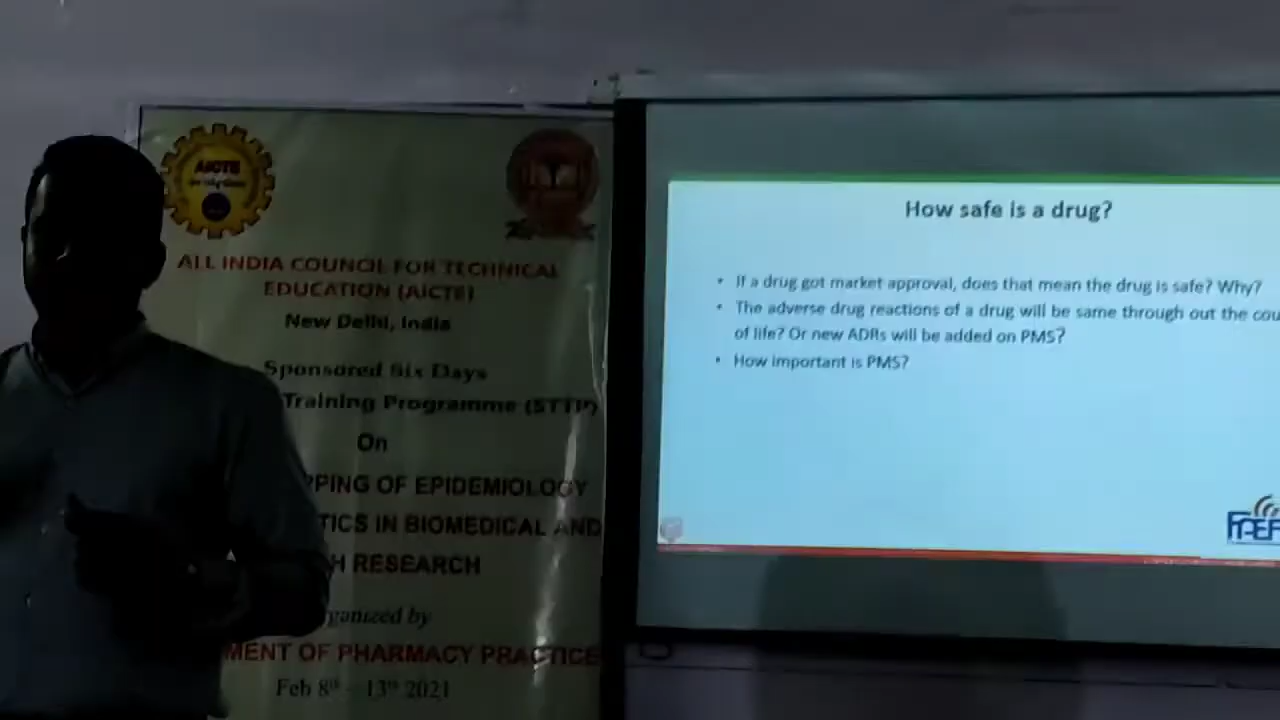 AICTE
ALL INDIA COUNCIL FOR TECHNICAL
EDUCATION (AICTE)
New Delhi, India
Sponsored Six Days
Training Programme (STTP)
On
PPING OF EPIDEMIOLOGY
TICS IN BIOMEDICAL AND
H RESEARCH
rganized by
MENT OF PHARMACY PRACTICE
Feb 8th - 13th 2021
How safe is a drug?
• If a drug got market approval, does that mean the drug is safe? Why?
• The adverse drug reactions of a drug will be same through out the cou
of life? Or new ADRs will be added on PMS?
• How important is PMS?